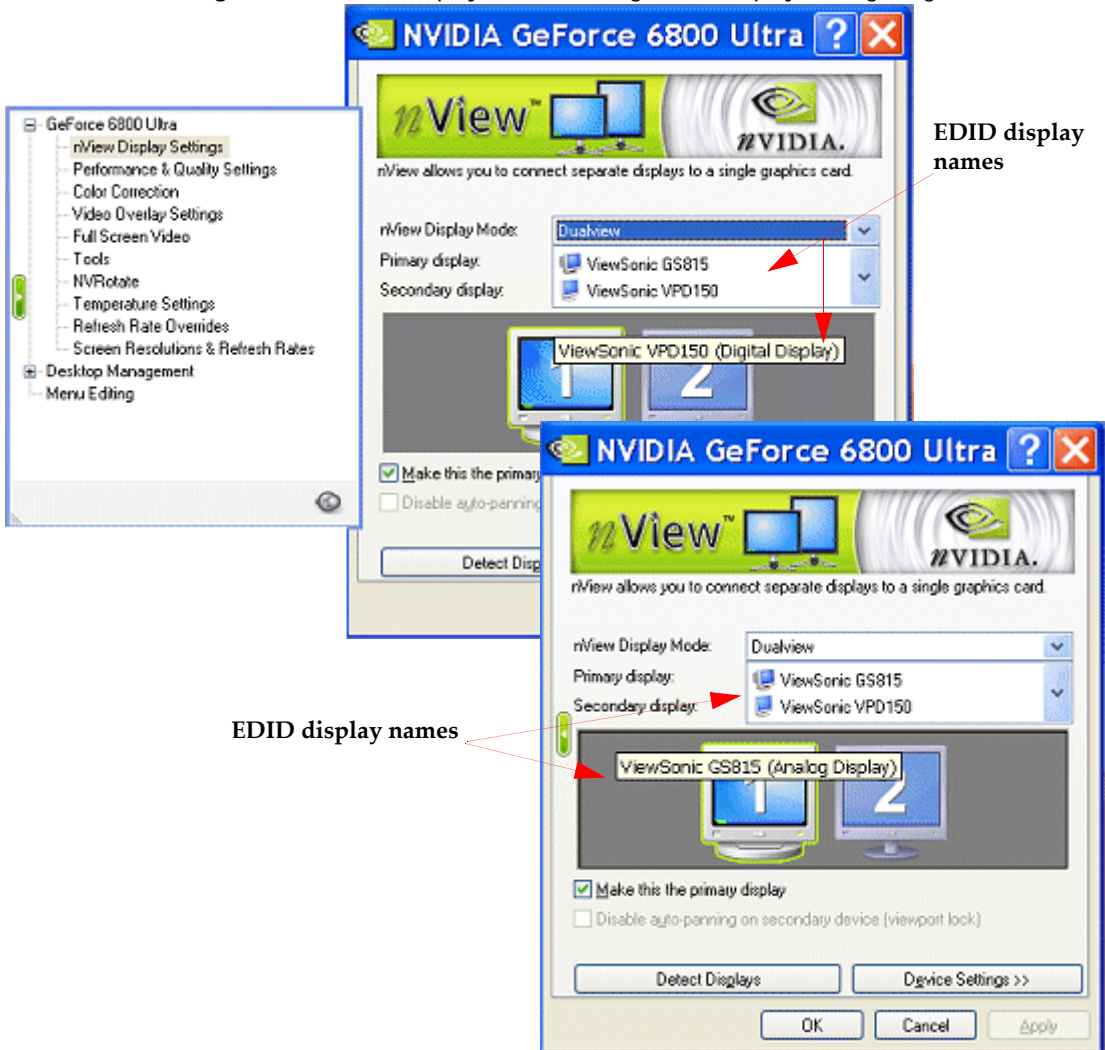 NVIDIA GeForce 6800 Ultra
nView™
NVIDIA.
nView allows you to connect separate displays to a single graphics card.
nView Display Mode: Dualview
Primary display: ViewSonic GS815
Secondary display: ViewSonic VPD150
ViewSonic VPD150 (Digital Display)
1 2
Make this the primary
Disable auto-panning
Detect Disp
EDID display
names
GeForce 6800 Ultra
nView Display Settings
Performance & Quality Settings
Color Correction
Video Overlay Settings
Full Screen Video
Tools
NVRotate
Temperature Settings
Refresh Rate Overrides
Screen Resolutions & Refresh Rates
Desktop Management
Menu Editing
NVIDIA GeForce 6800 Ultra
nView™
NVIDIA.
nView allows you to connect separate displays to a single graphics card.
nView Display Mode: Dualview
Primary display: ViewSonic GS815
Secondary display: ViewSonic VPD150
EDID display names
ViewSonic GS815 (Analog Display)
1 2
Make this the primary display
Disable auto-panning on secondary device (viewport lock)
Detect Displays Device Settings >>
OK Cancel Apply